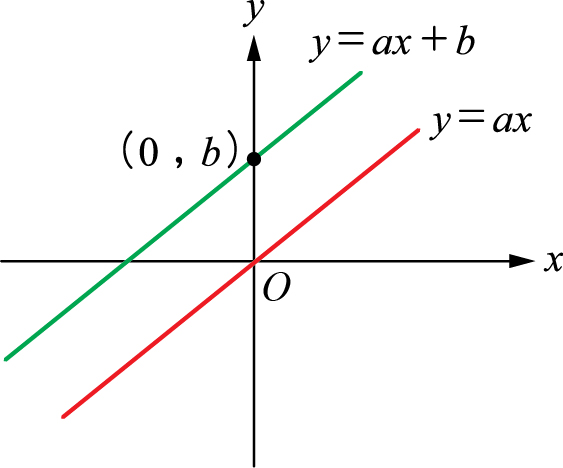 y
y=ax+b
y=ax
(0 , b)
x
O